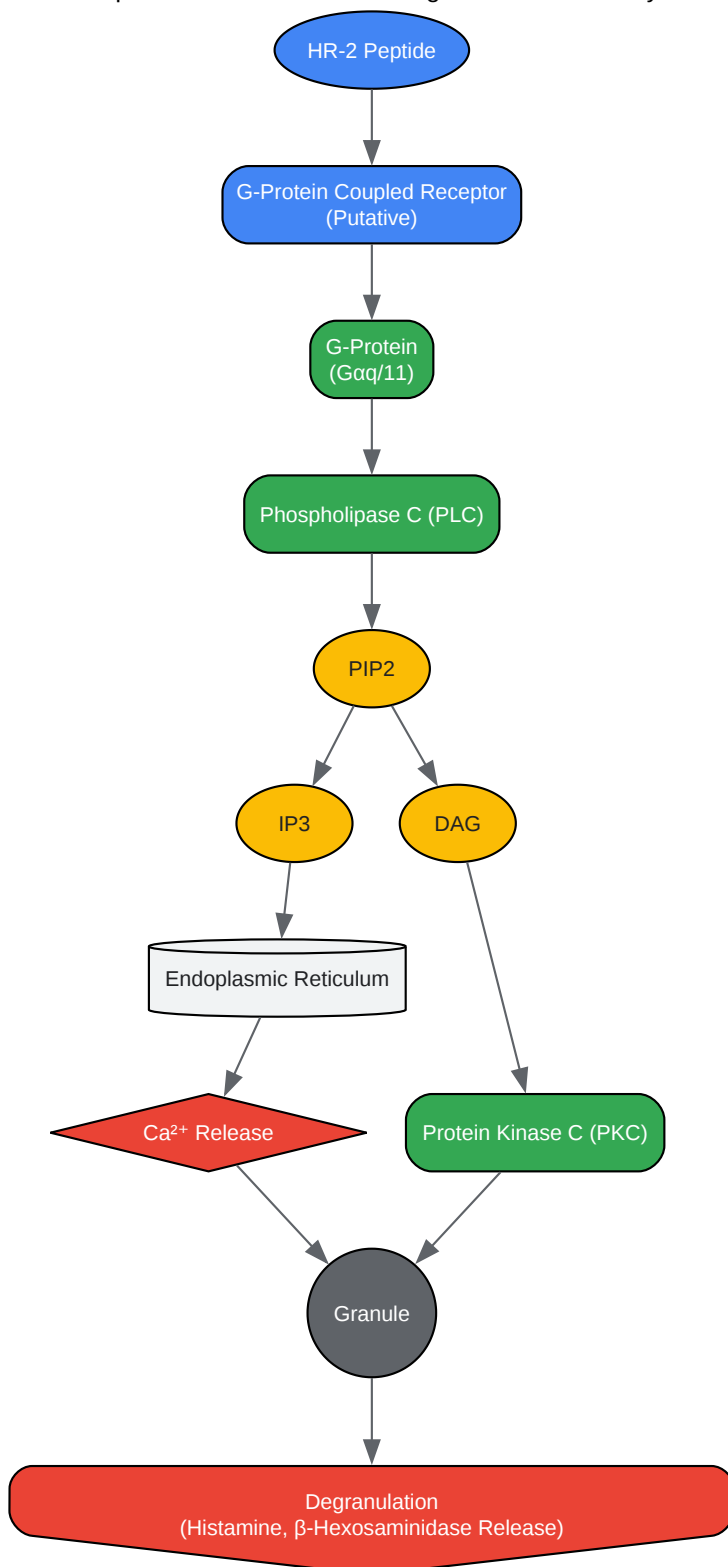 HR-2 Peptide
G-Protein Coupled Receptor
(Putative)
G-Protein
(Gαq/11)
Phospholipase C (PLC)
PIP2
IP3
DAG
Endoplasmic Reticulum
Ca²⁺ Release
Protein Kinase C (PKC)
Granule
Degranulation
(Histamine, β-Hexosaminidase Release)